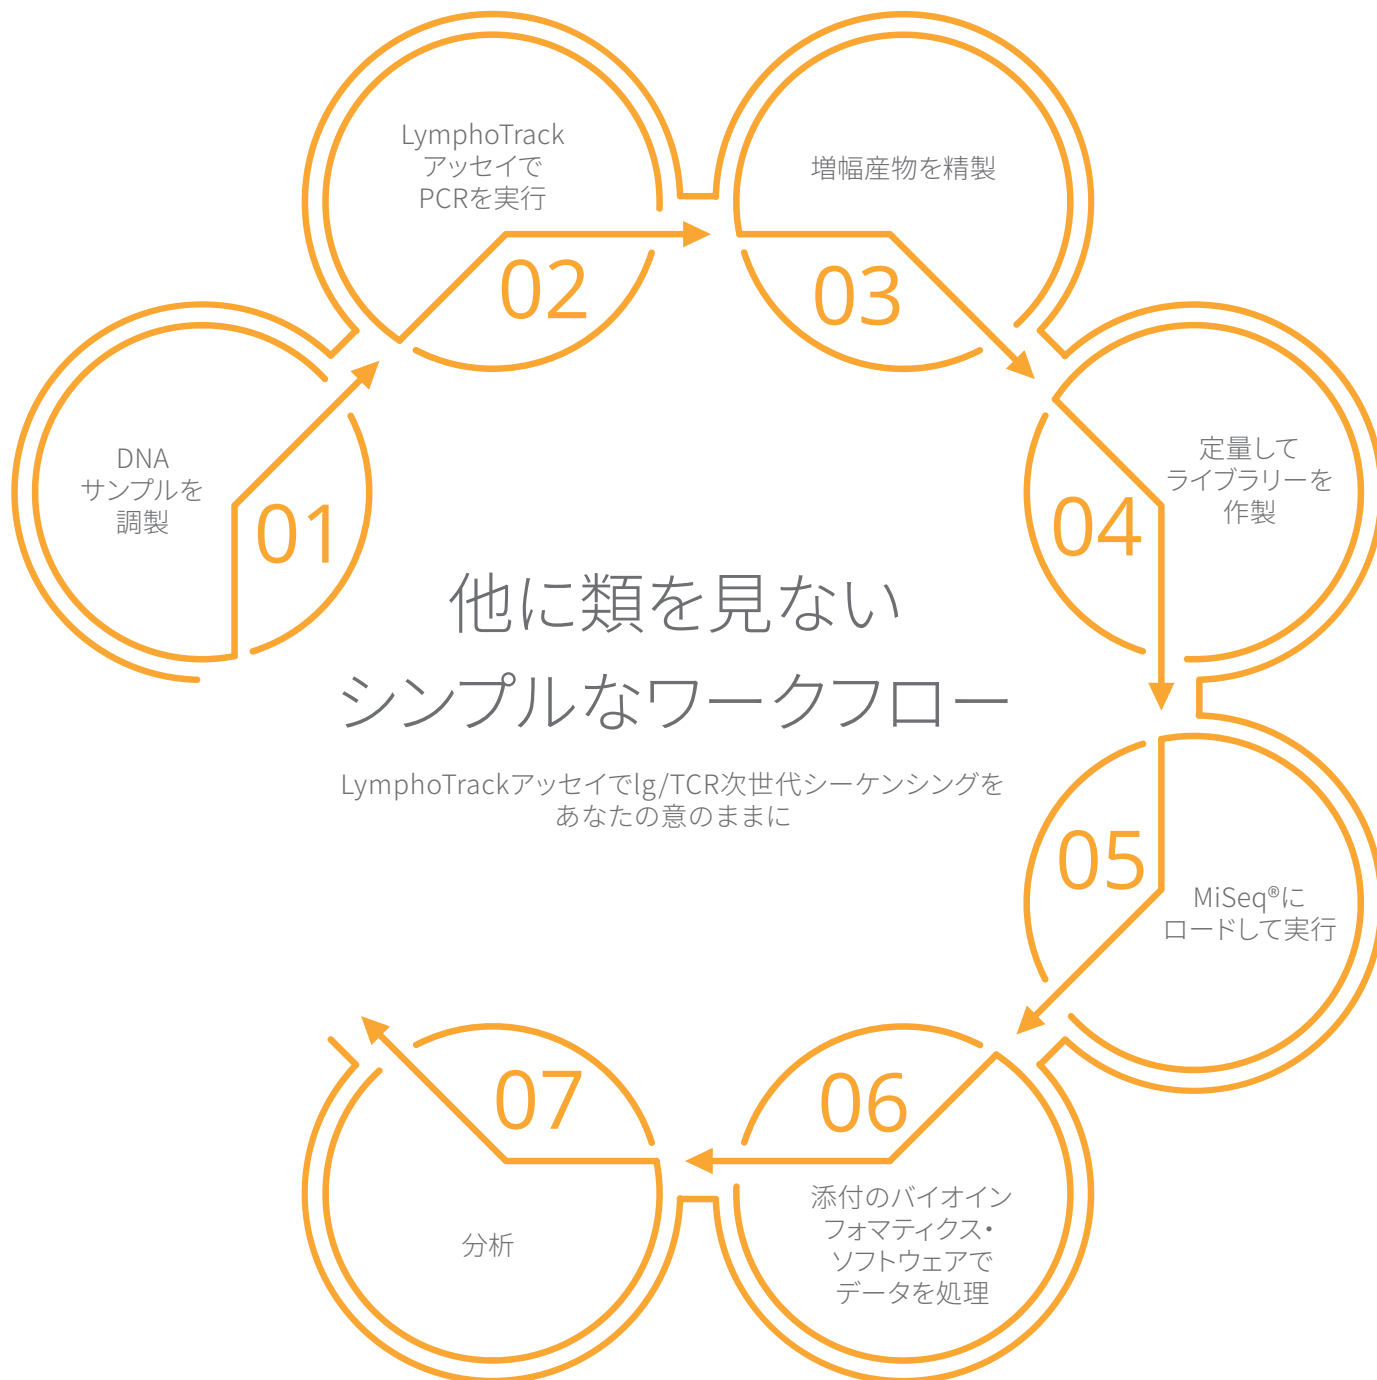 LymphoTrack
アッセイで
PCRを実行
02
増幅産物を精製
03
DNA
サンプルを
調製
01
定量して
ライブラリーを
作製
04
他に類を見ない
シンプルなワークフロー
LymphoTrackアッセイでlg/TCR次世代シーケンシングを
あなたの意のままに
05
MiSeq®に
ロードして実行
06
添付のバイオイン
フォマティクス・
ソフトウェアで
データを処理
07
分析